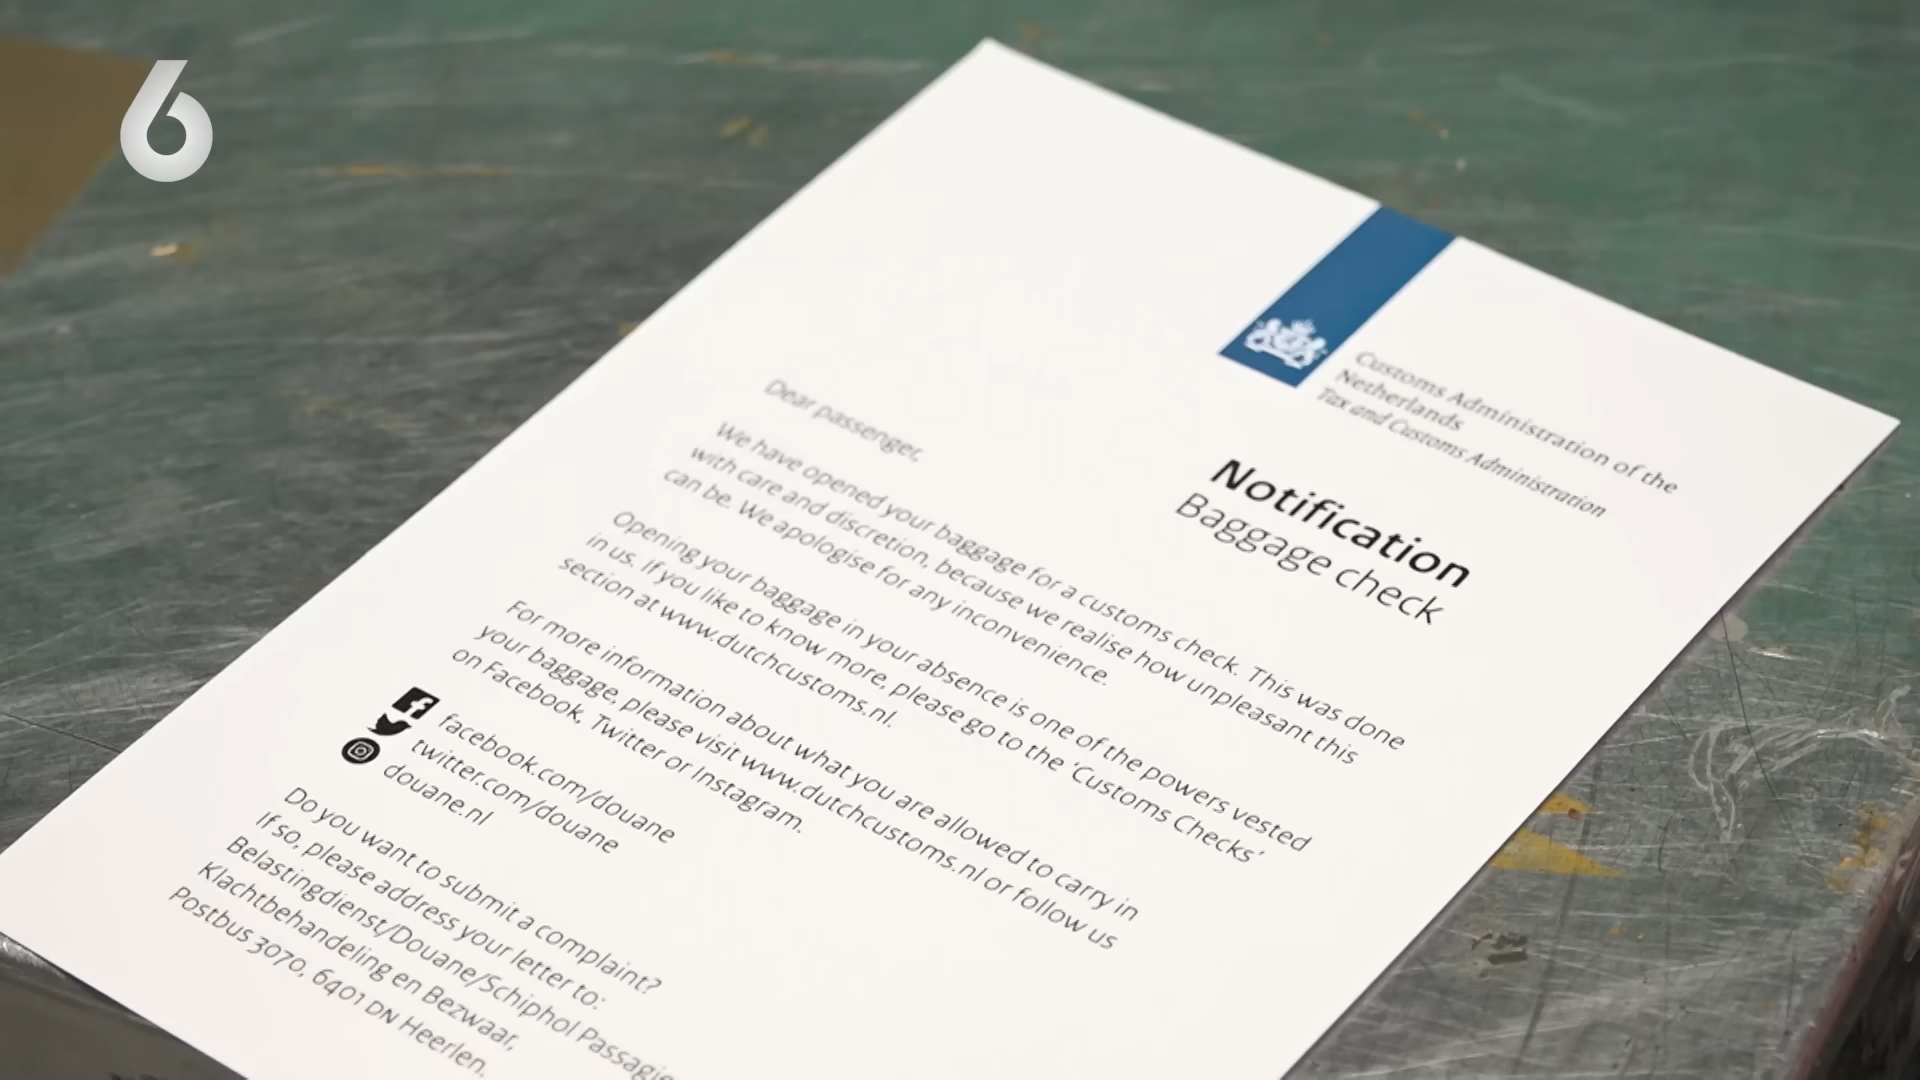 6
Customs Administration of the
Netherlands
Tax and Customs Administration
Notification
Baggage check
Dear passenger,
We have opened your baggage for a customs check. This was done
with care and discretion, because we realise how unpleasant this
can be. We apologise for any inconvenience.
Opening your baggage in your absence is one of the powers vested
in us. If you like to know more, please go to the ‘Customs Checks’
section at www.dutchcustoms.nl.
For more information about what you are allowed to carry in
your baggage, please visit www.dutchcustoms.nl or follow us
on Facebook, Twitter or Instagram.
facebook.com/douane
twitter.com/douane
douane.nl
Do you want to submit a complaint?
If so, please address your letter to:
Belastingdienst/Douane/Schiphol
Klachtbehandeling en Bezwaar,
Postbus 3070, 6401 DN Heerlen.